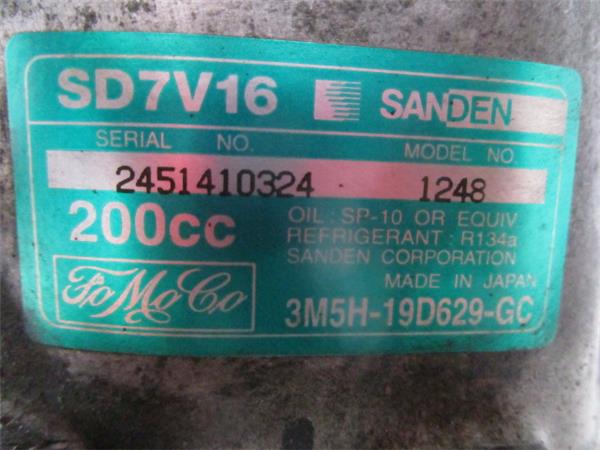 SD7V16 SANDEN
SERIAL NO. MODEL NO.
2451410324 1248
200cc OIL : SP-10 OR EQUIV
REFRIGERANT : R134a
SANDEN CORPORATION
MADE IN JAPAN
FoMoCo 3M5H-19D629-GC